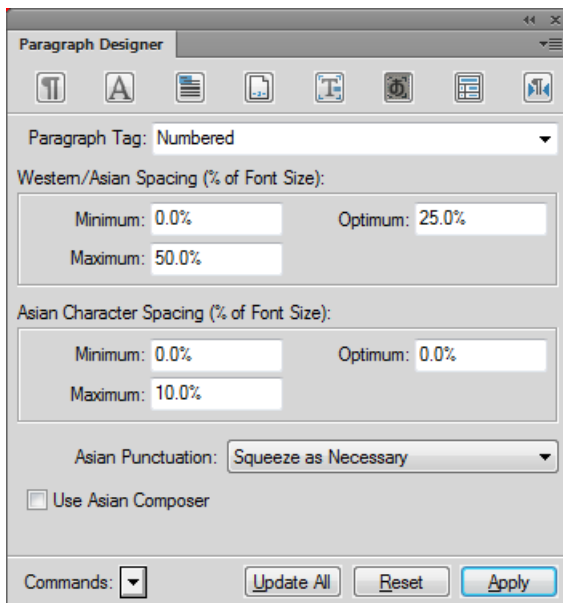 Paragraph Designer
Paragraph Tag: Numbered
Western/Asian Spacing (% of Font Size):
Minimum: 0.0% Optimum: 25.0%
Maximum: 50.0%
Asian Character Spacing (% of Font Size):
Minimum: 0.0% Optimum: 0.0%
Maximum: 10.0%
Asian Punctuation: Squeeze as Necessary
Use Asian Composer
Commands: Update All Reset Apply